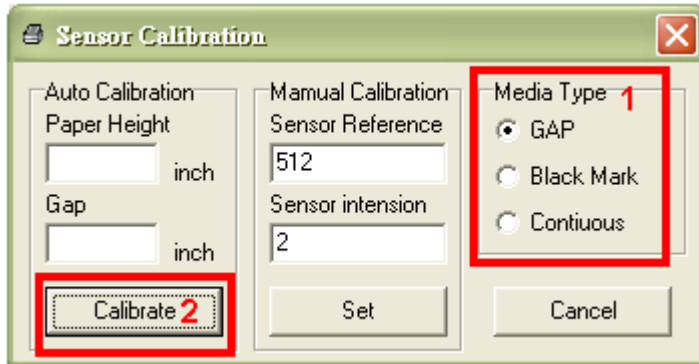 Sensor Calibration
Auto Calibration
Paper Height
inch
Gap
inch
Calibrate 2
Manual Calibration
Sensor Reference
512
Sensor intension
2
Set
Media Type 1
GAP
Black Mark
Contiuous
Cancel